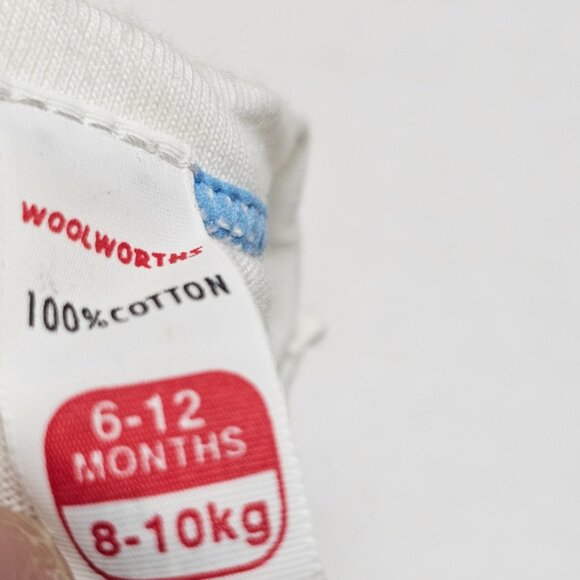 WOOLWORTHS
100% COTTON
6-12
MONTHS
8-10kg